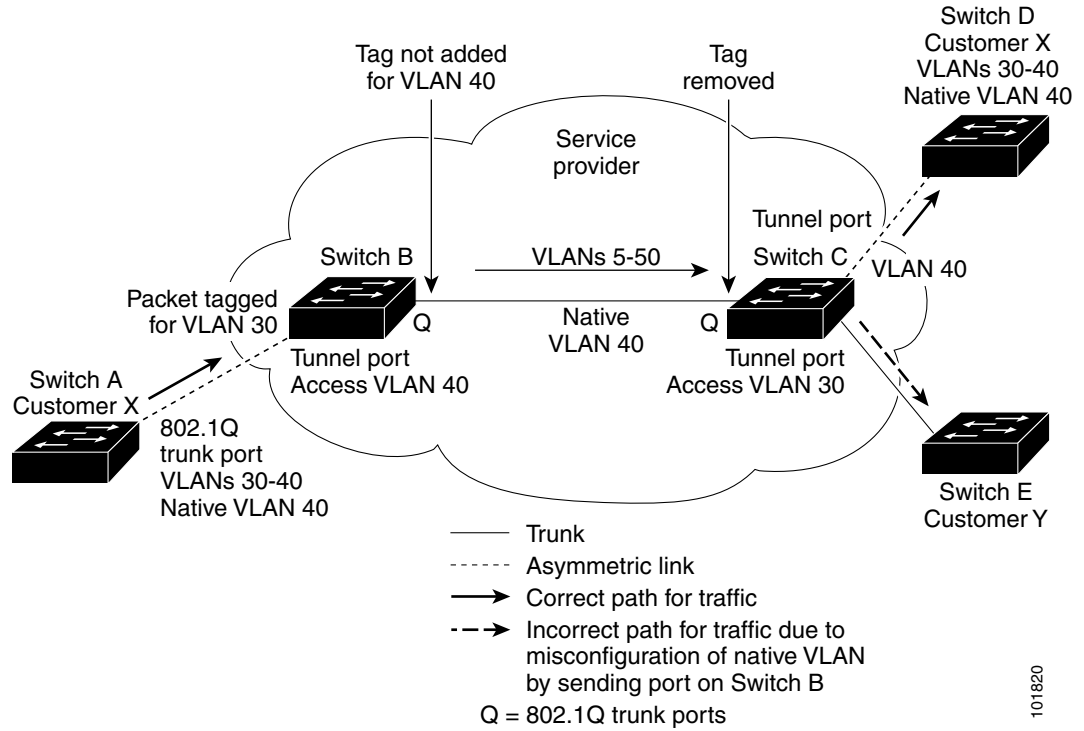 Switch D
Customer X
VLANs 30-40
Native VLAN 40
Tag not added
for VLAN 40
Tag
removed
Service
provider
Tunnel port
Switch B
VLANs 5-50
Switch C
VLAN 40
Packet tagged
for VLAN 30
Q
Native
VLAN 40
Q
Tunnel port
Access VLAN 40
Tunnel port
Access VLAN 30
Switch A
Customer X
802.1Q
trunk port
VLANs 30-40
Native VLAN 40
Switch E
Customer Y
Trunk
Asymmetric link
Correct path for traffic
Incorrect path for traffic due to
misconfiguration of native VLAN
by sending port on Switch B
Q = 802.1Q trunk ports
101820